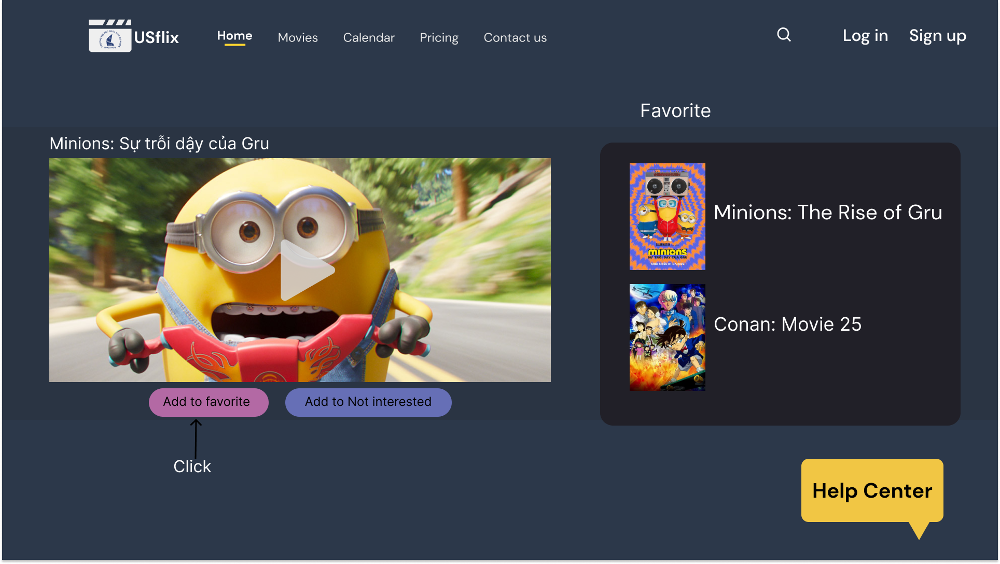 USflix
Home
Movies
Calendar
Pricing
Contact us
Log in
Sign up
Favorite
Minions: Sự trỗi dậy của Gru
ILLUMINATION
MINIONS
SỰ TRỖI DẬY CỦA GRU
KHỞI CHIẾU 01.07.2022
Minions: The Rise of Gru
Conan: Movie 25
Add to favorite
Add to Not interested
Click
Help Center